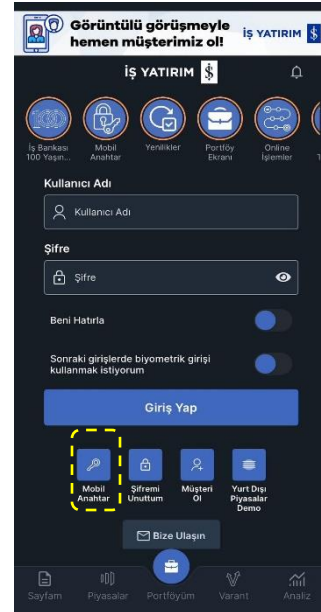 Görüntülü görüşmeyle
hemen müşterimiz ol!
İŞ YATIRIM
İŞ YATIRIM
İş Bankası
100 Yaşın...
Mobil
Anahtar
Yenilikler
Portföy
Ekranı
Online
İşlemler
Kullanıcı Adı
Kullanıcı Adı
Şifre
Şifre
Beni Hatırla
Sonraki girişlerde biyometrik girişi
kullanmak istiyorum
Giriş Yap
Mobil
Anahtar
Şifremi
Unuttum
Müşteri
Ol
Yurt Dışı
Piyasalar
Demo
Bize Ulaşın
Sayfam
Piyasalar
Portföyüm
Varant
Analiz